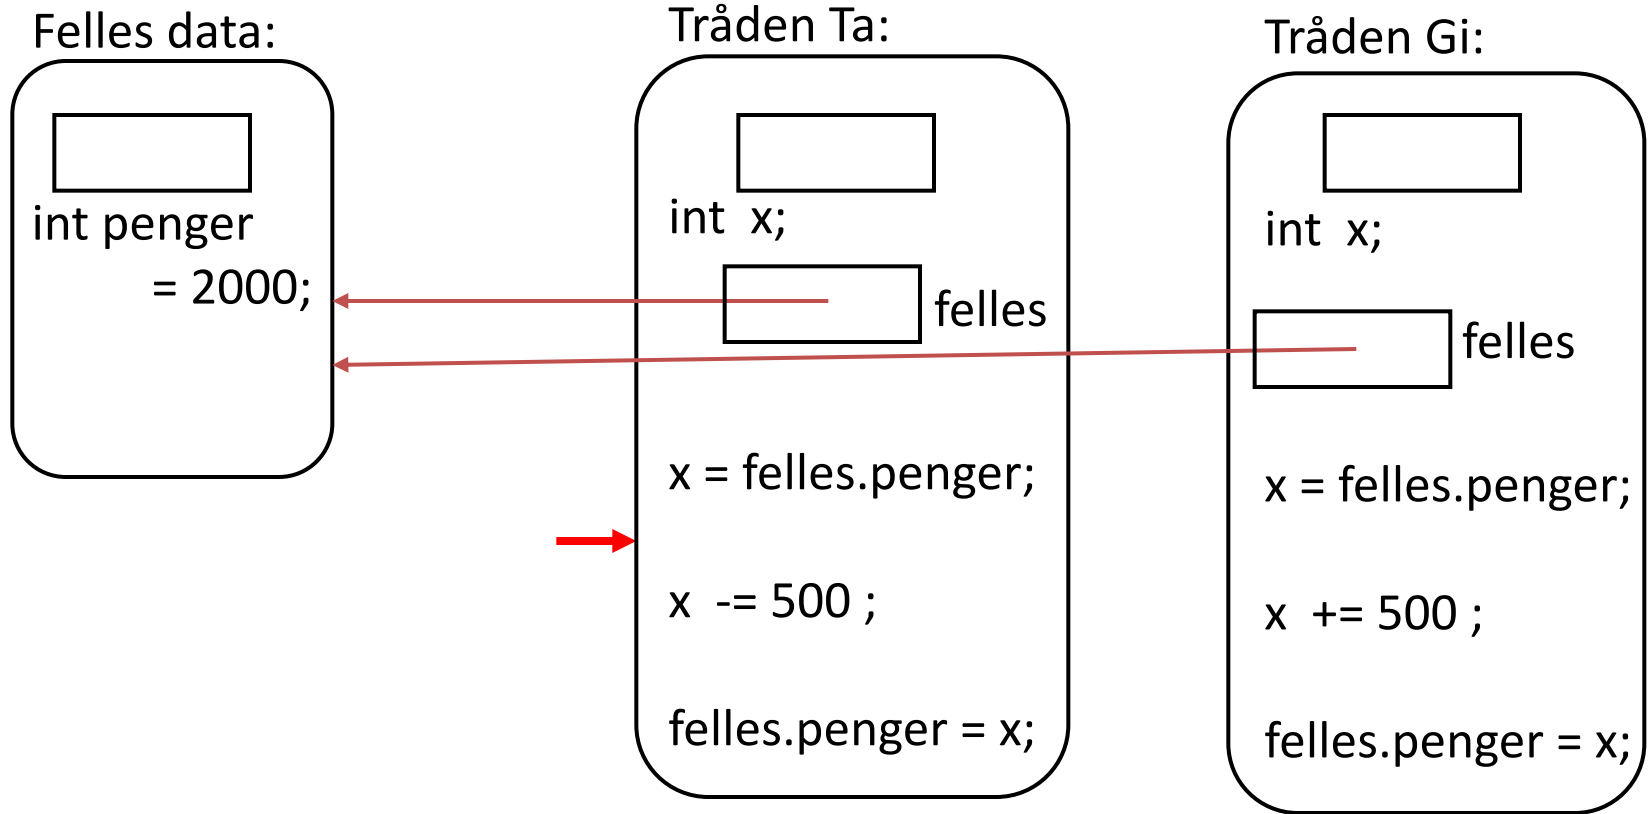 Felles data:
int penger
= 2000;
Tråden Ta:
int x;
felles
x = felles.penger;
x -= 500 ;
felles.penger = x;
Tråden Gi:
int x;
felles
x = felles.penger;
x += 500 ;
felles.penger = x;